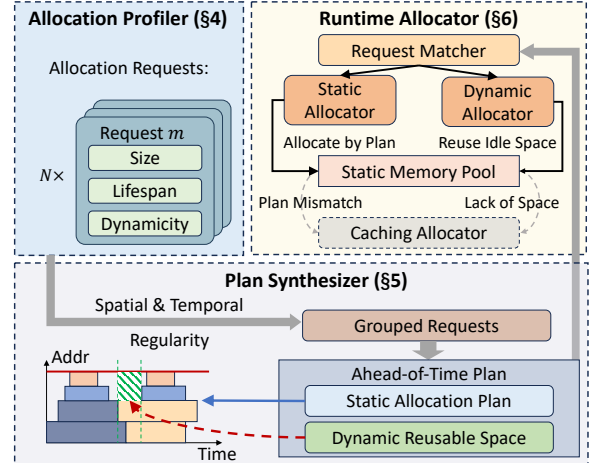 Allocation Profiler (§4)
Allocation Requests:
Request m
N×
Size
Lifespan
Dynamicity
Runtime Allocator (§6)
Request Matcher
Static
Allocator
Dynamic
Allocator
Allocate by Plan
Reuse Idle Space
Static Memory Pool
Plan Mismatch
Lack of Space
Caching Allocator
Plan Synthesizer (§5)
Spatial & Temporal
Regularity
Grouped Requests
Addr
Time
Ahead-of-Time Plan
Static Allocation Plan
Dynamic Reusable Space